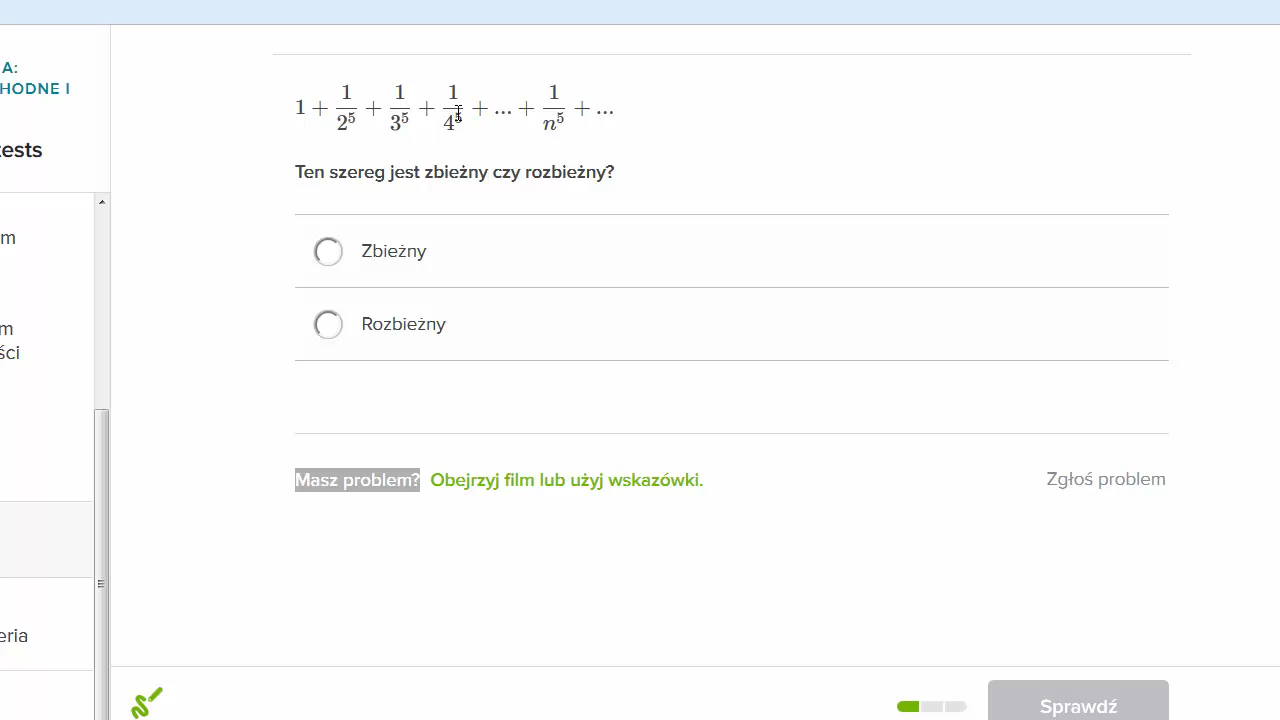 A:
HODNE I
ests
m
m
ści
eria
1 + 1/2⁵ + 1/3⁵ + 1/4⁵ + ... + 1/n⁵ + ...
Ten szereg jest zbieżny czy rozbieżny?
Zbieżny
Rozbieżny
Masz problem? Obejrzyj film lub użyj wskazówki.
Zgłoś problem
Sprawdź